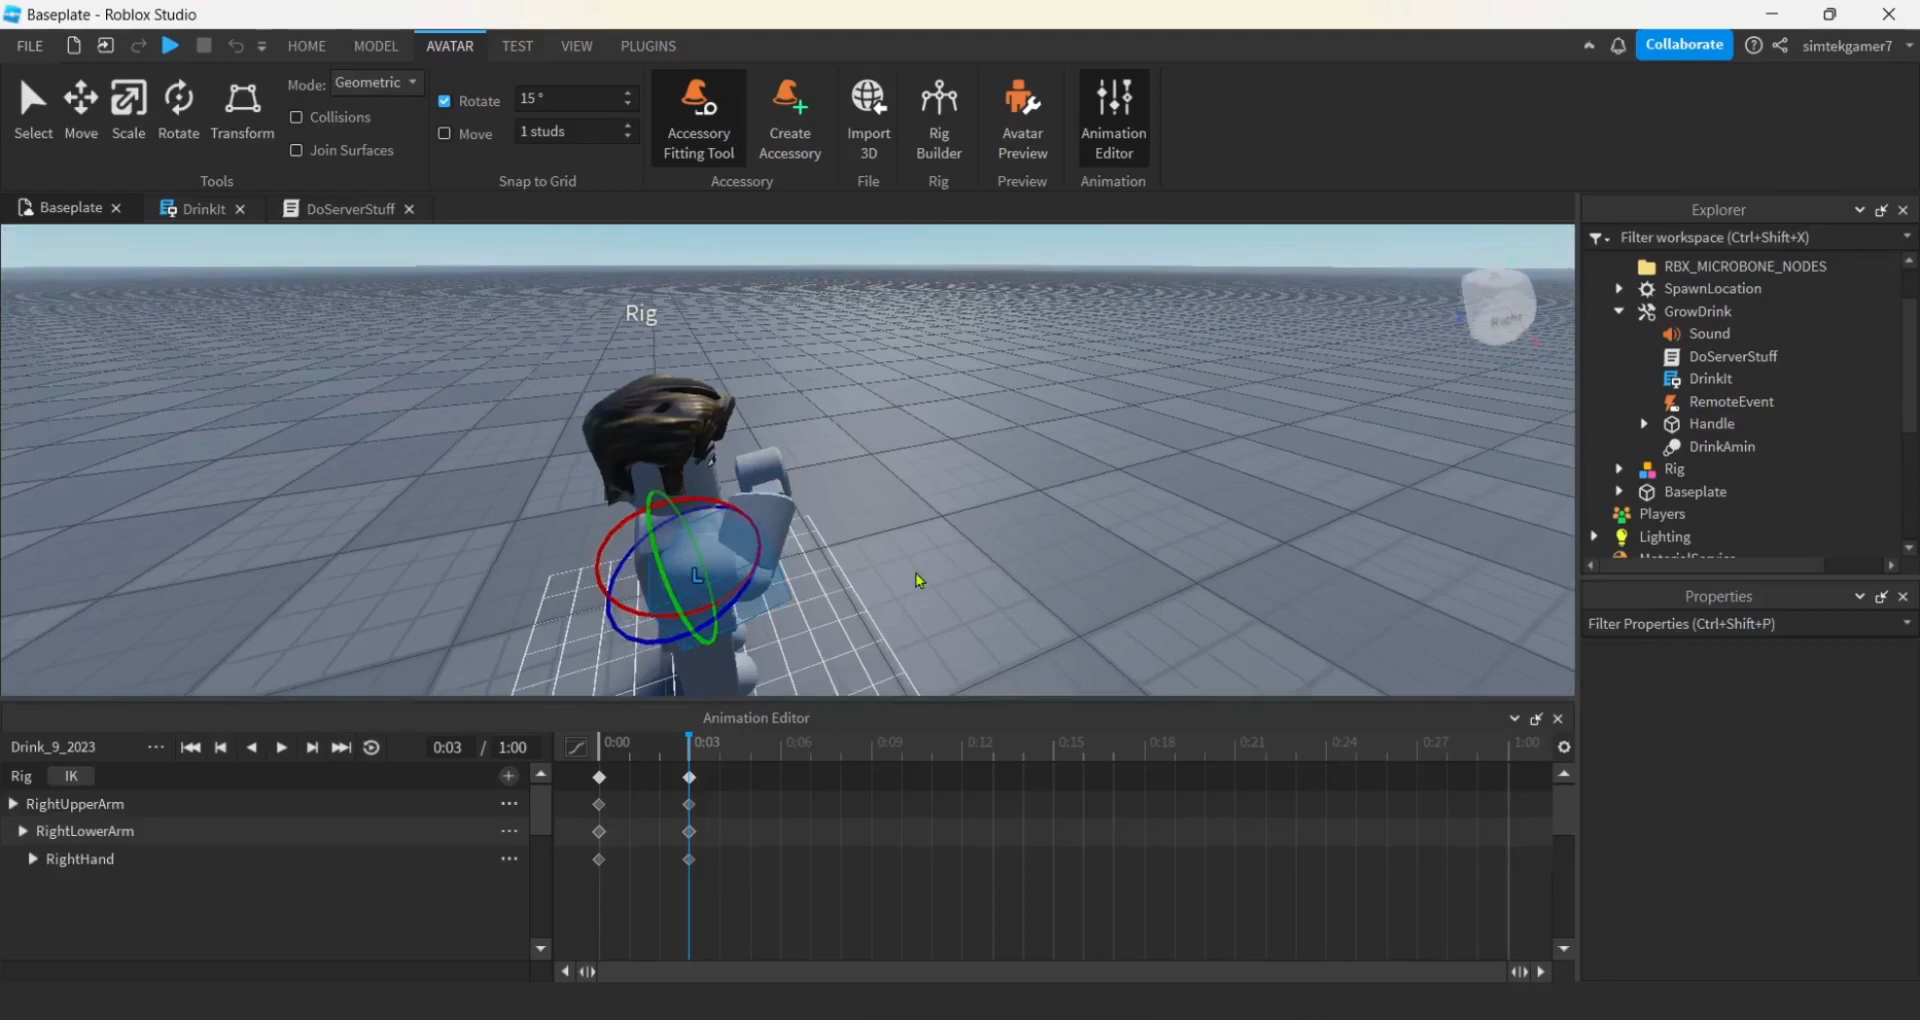 Baseplate - Roblox Studio
FILE HOME MODEL AVATAR TEST VIEW PLUGINS Collaborate simtekgamer7
Select Move Scale Rotate Transform
Mode: Geometric
Collisions
Join Surfaces
Tools
Rotate 15 °
Move 1 studs
Snap to Grid
Accessory Fitting Tool
Create Accessory
Accessory
Import 3D
File
Rig Builder
Rig
Avatar Preview
Preview
Animation Editor
Animation
Baseplate DrinkIt DoServerStuff
Rig
Right
L
Explorer
Filter workspace (Ctrl+Shift+X)
RBX_MICROBONE_NODES
SpawnLocation
GrowDrink
Sound
DoServerStuff
DrinkIt
RemoteEvent
Handle
DrinkAmin
Rig
Baseplate
Players
Lighting
MaterialService
Properties
Filter Properties (Ctrl+Shift+P)
Animation Editor
Drink_9_2023 0:03 / 1:00
0:00 0:03 0:06 0:09 0:12 0:15 0:18 0:21 0:24 0:27 1:00
Rig IK
RightUpperArm
RightLowerArm
RightHand